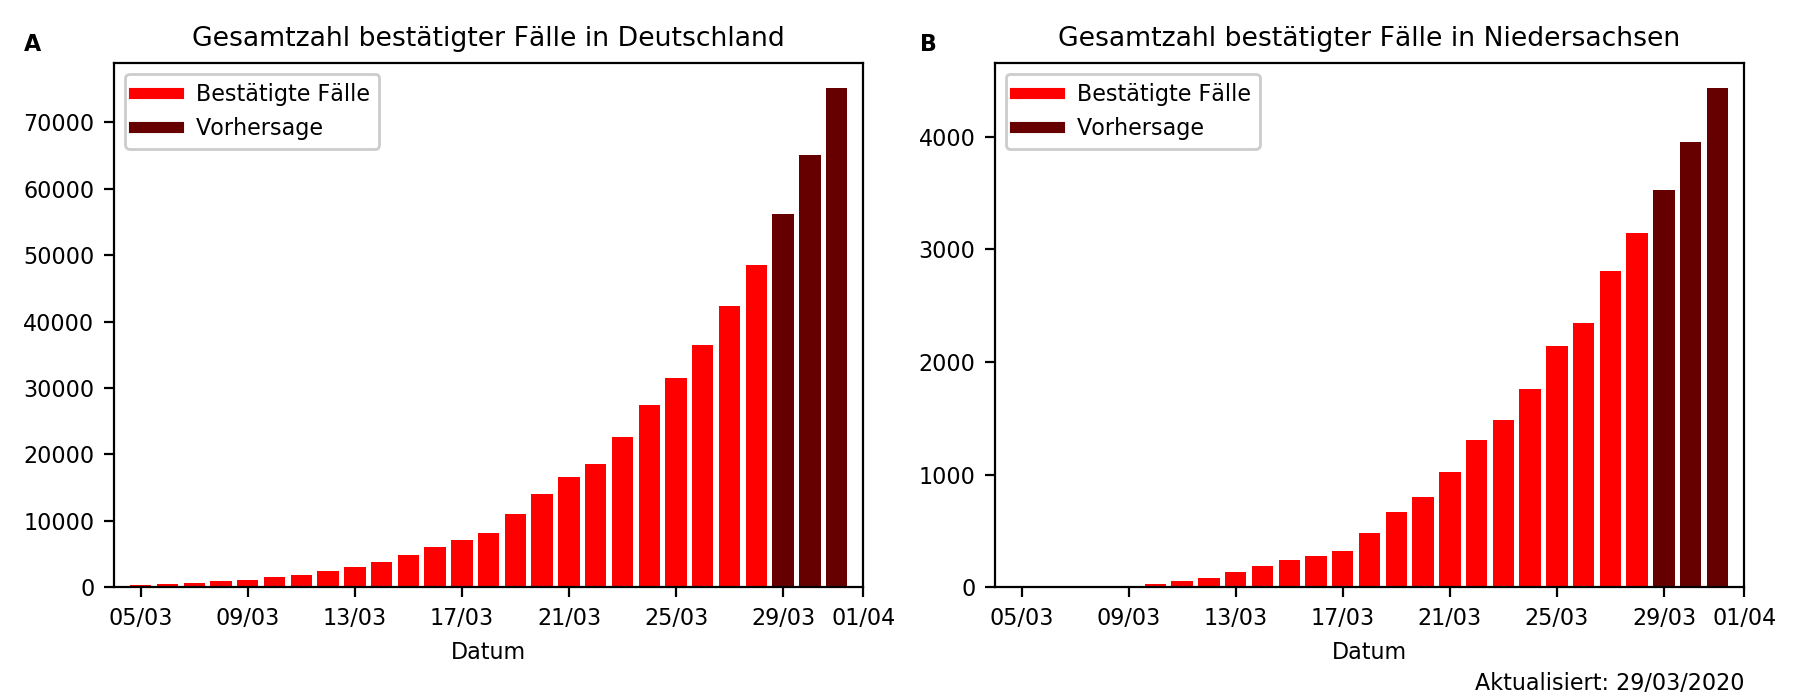 A
Gesamtzahl bestätigter Fälle in Deutschland
Bestätigte Fälle
Vorhersage
70000
60000
50000
40000
30000
20000
10000
0
05/03 09/03 13/03 17/03 21/03 25/03 29/03 01/04
Datum
B
Gesamtzahl bestätigter Fälle in Niedersachsen
Bestätigte Fälle
Vorhersage
4000
3000
2000
1000
0
05/03 09/03 13/03 17/03 21/03 25/03 29/03 01/04
Datum
Aktualisiert: 29/03/2020